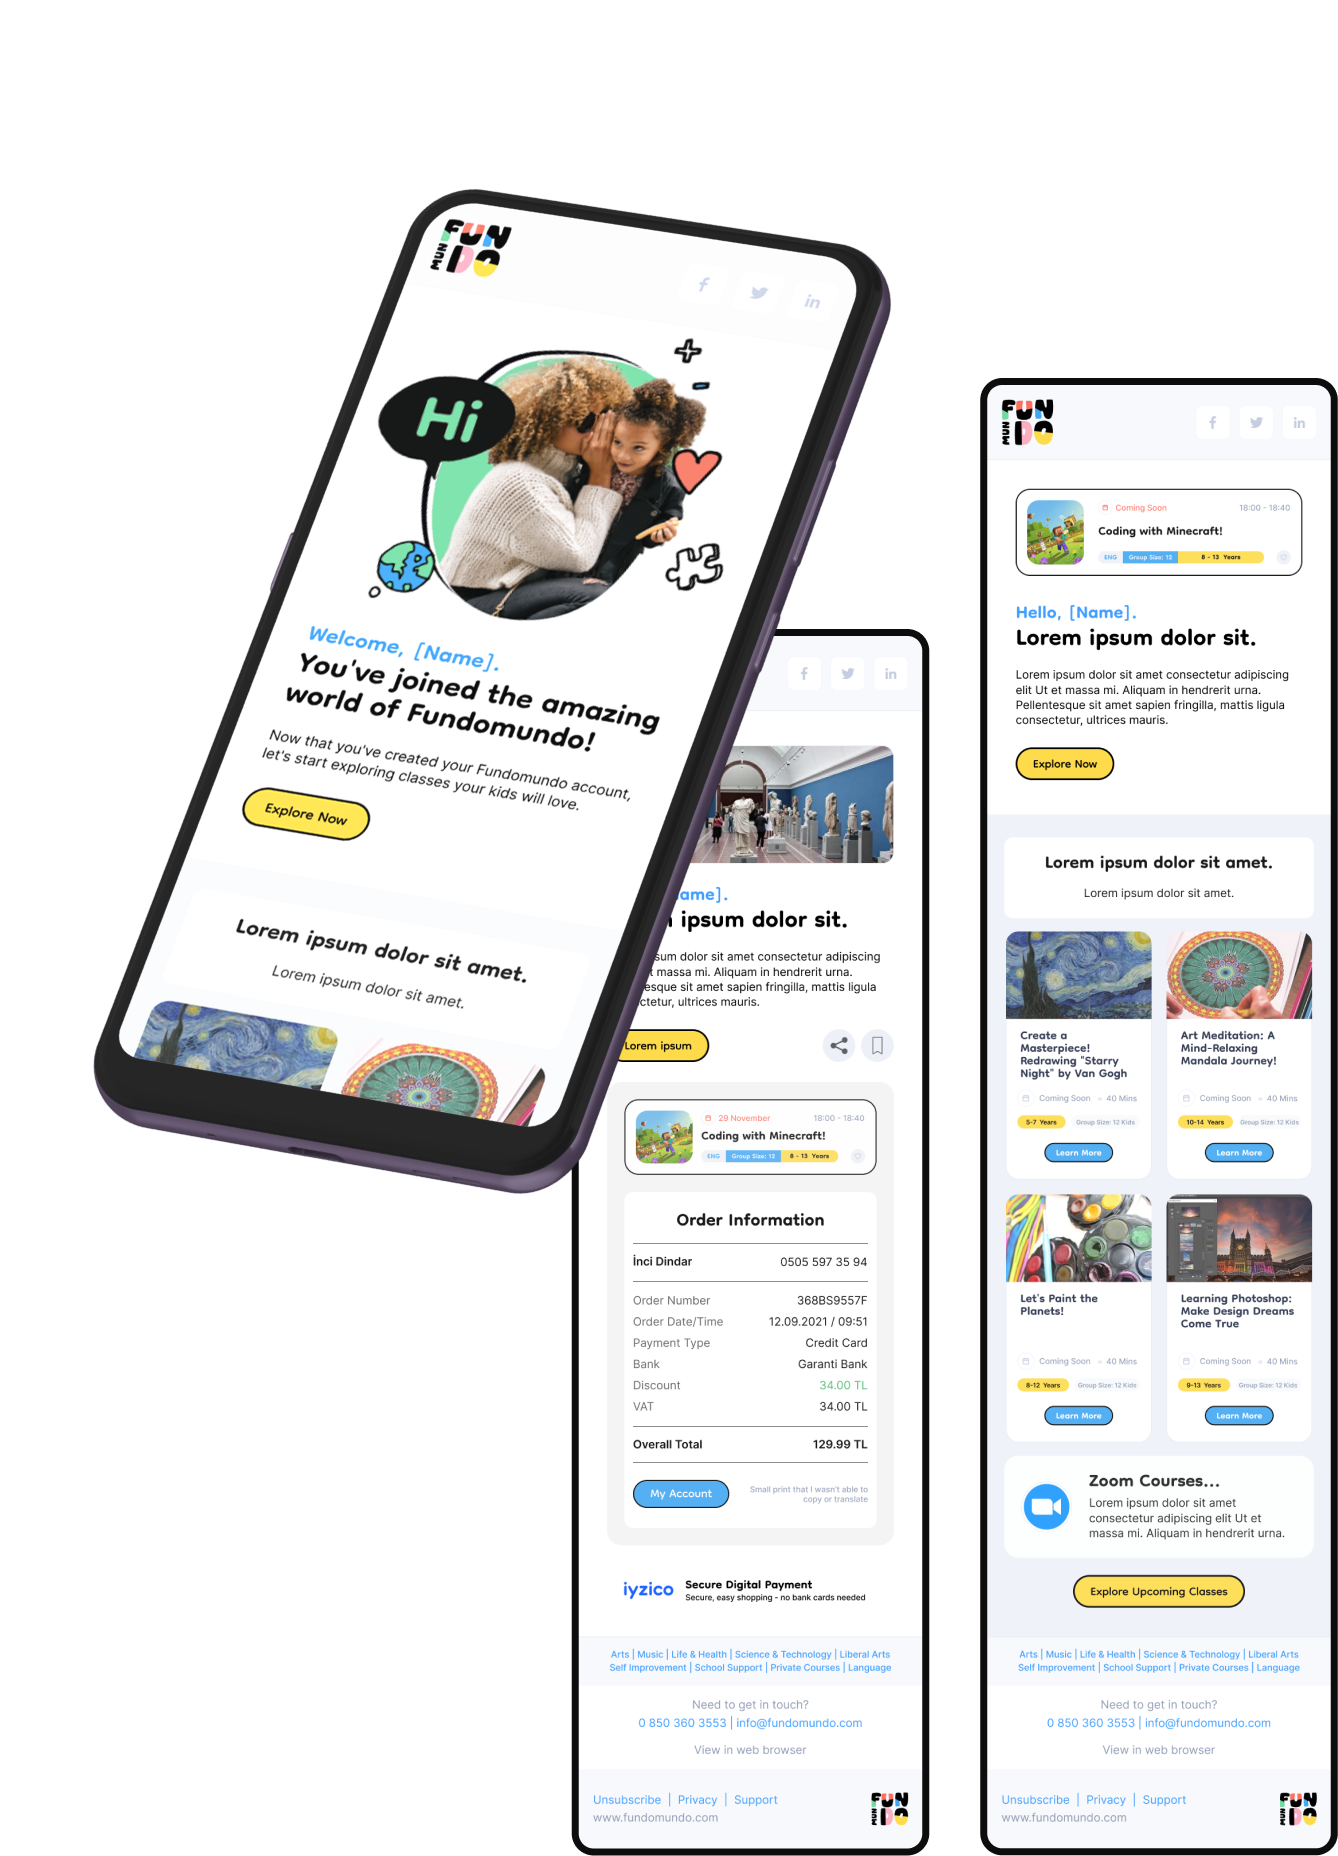 FUN
MUN DO
f
in
Hi
Welcome, [Name].
You've joined the amazing
world of Fundomundo!
Now that you've created your Fundomundo account,
let's start exploring classes your kids will love.
Explore Now
Lorem ipsum dolor sit amet.
Lorem ipsum dolor sit amet.
f
in
ame].
ipsum dolor sit.
sum dolor sit amet consectetur adipiscing
massa mi. Aliquam in hendrerit urna.
esque sit amet sapien fringilla, mattis ligula
ctetur, ultrices mauris.
Lorem ipsum
29 November
18:00 - 18:40
Coding with Minecraft!
ENG Group Size: 12 8 - 13 Years
Order Information
İnci Dindar 0505 597 35 94
Order Number 368BS9557F
Order Date/Time 12.09.2021 / 09:51
Payment Type Credit Card
Bank Garanti Bank
Discount 34.00 TL
VAT 34.00 TL
Overall Total 129.99 TL
My Account
Small print that I wasn't able to
copy or translate
iyzico
Secure Digital Payment
Secure, easy shopping - no bank cards needed
Arts | Music | Life & Health | Science & Technology | Liberal Arts
Self Improvement | School Support | Private Courses | Language
Need to get in touch?
0 850 360 3553 | info@fundomundo.com
View in web browser
Unsubscribe | Privacy | Support
www.fundomundo.com
FUN
MUN DO
FUN
MUN DO
f
in
Coming Soon
18:00 - 18:40
Coding with Minecraft!
ENG Group Size: 12 8 - 13 Years
Hello, [Name].
Lorem ipsum dolor sit.
Lorem ipsum dolor sit amet consectetur adipiscing
elit Ut et massa mi. Aliquam in hendrerit urna.
Pellentesque sit amet sapien fringilla, mattis ligula
consectetur, ultrices mauris.
Explore Now
Lorem ipsum dolor sit amet.
Lorem ipsum dolor sit amet.
Create a
Masterpiece!
Redrawing "Starry
Night" by Van Gogh
Coming Soon 40 Mins
5-7 Years Group Size: 12 Kids
Learn More
Art Meditation: A
Mind-Relaxing
Mandala Journey!
Coming Soon 40 Mins
10-14 Years Group Size: 12 Kids
Learn More
Let's Paint the
Planets!
Coming Soon 40 Mins
8-12 Years Group Size: 12 Kids
Learn More
Learning Photoshop:
Make Design Dreams
Come True
Coming Soon 40 Mins
9-13 Years Group Size: 12 Kids
Learn More
Zoom Courses...
Lorem ipsum dolor sit amet
consectetur adipiscing elit Ut et
massa mi. Aliquam in hendrerit urna.
Explore Upcoming Classes
Arts | Music | Life & Health | Science & Technology | Liberal Arts
Self Improvement | School Support | Private Courses | Language
Need to get in touch?
0 850 360 3553 | info@fundomundo.com
View in web browser
Unsubscribe | Privacy | Support
www.fundomundo.com
FUN
MUN DO